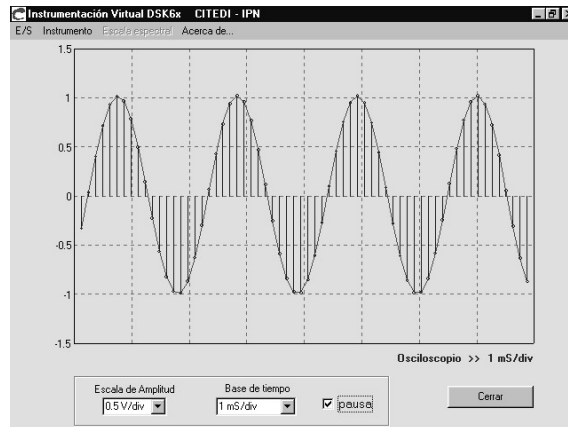 Instrumentación Virtual DSK6x CITEDI - IPN
E/S Instrumento Escala espectral Acerca de...
1.5
1
0.5
0
-0.5
-1
-1.5
Osciloscopio >> 1 mS/div
Escala de Amplitud
0.5 V/div
Base de tiempo
1 mS/div
pausa
Cerrar